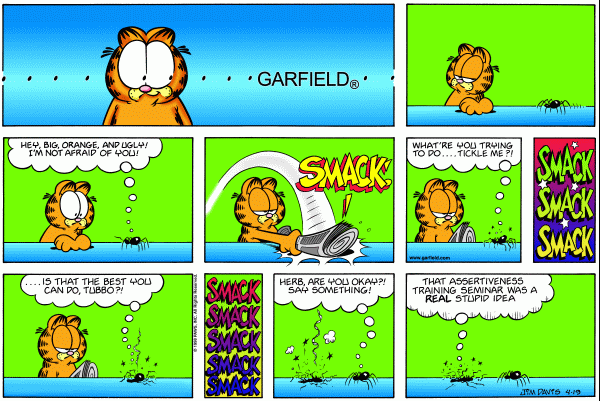 GARFIELD®
HEY, BIG, ORANGE, AND UGLY!
I'M NOT AFRAID OF YOU!
SMACK!
WHAT'RE YOU TRYING
TO DO....TICKLE ME?!
www.garfield.com
SMACK
SMACK
SMACK
....IS THAT THE BEST YOU
CAN DO, TUBBO?!
SMACK
SMACK
SMACK
SMACK
SMACK
HERB, ARE YOU OKAY?!
SAY SOMETHING!
THAT ASSERTIVENESS
TRAINING SEMINAR WAS A
REAL STUPID IDEA
JIM DAVIS 4-19